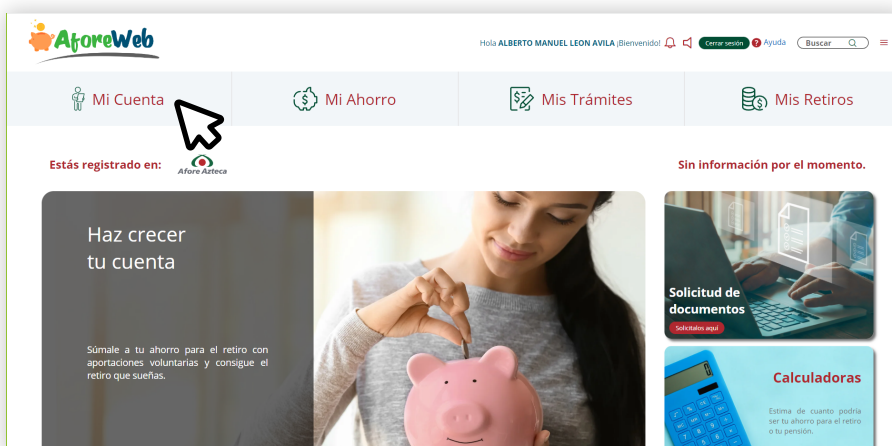 AforeWeb
Hola ALBERTO MANUEL LEON AVILA ¡Bienvenido! Cerrar sesión ? Ayuda Buscar
Mi Cuenta Mi Ahorro Mis Trámites Mis Retiros
Estás registrado en: Afore Azteca Sin información por el momento.
Haz crecer
tu cuenta
Súmale a tu ahorro para el retiro con
aportaciones voluntarias y consigue el
retiro que sueñas.
Solicitud de
documentos
Solicítalos aquí
Calculadoras
Estima de cuanto podría
ser tu ahorro para el retiro
o tu pensión.